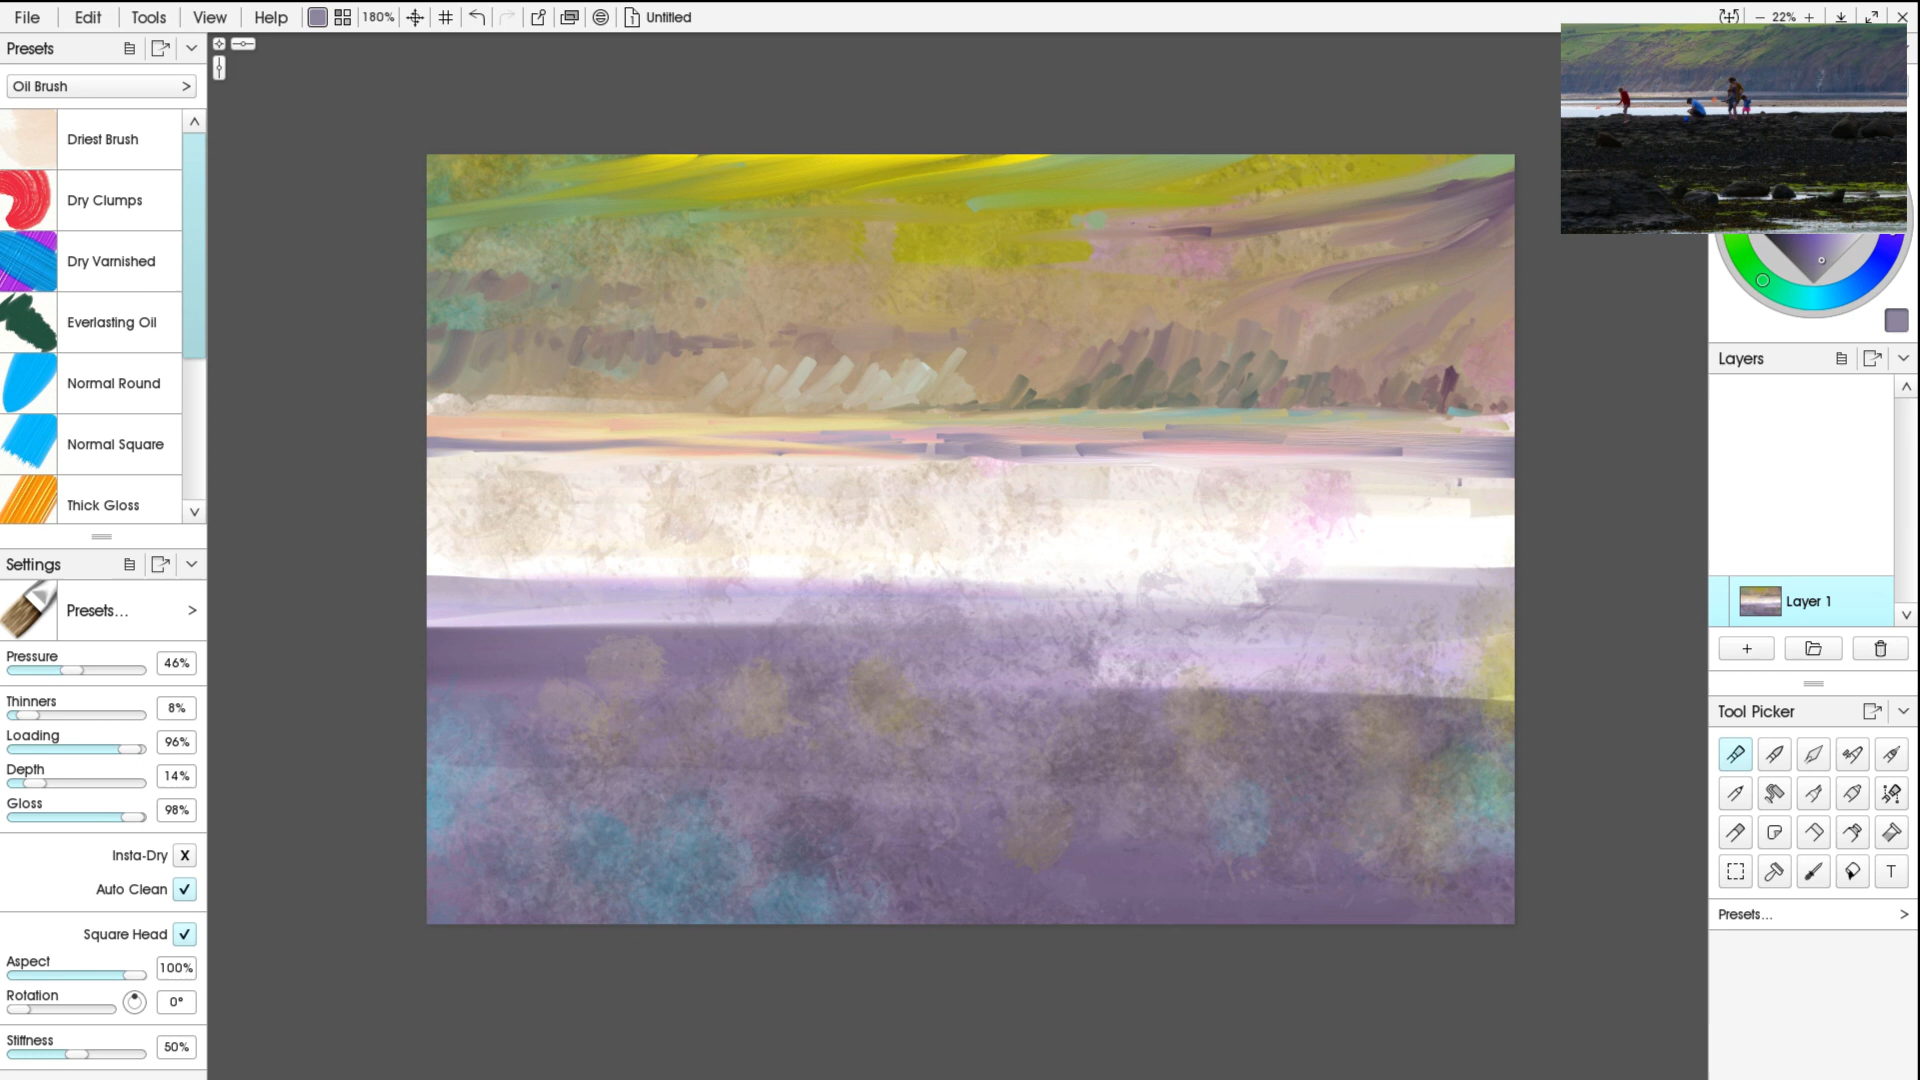 File Edit Tools View Help 180% Untitled 22%
Presets
Oil Brush >
Driest Brush
Dry Clumps
Dry Varnished
Everlasting Oil
Normal Round
Normal Square
Thick Gloss
Settings
Presets... >
Pressure 46%
Thinners 8%
Loading 96%
Depth 14%
Gloss 98%
Insta-Dry X
Auto Clean ✓
Square Head ✓
Aspect 100%
Rotation 0°
Stiffness 50%
Layers
Layer 1
+
Tool Picker
T
Presets... >